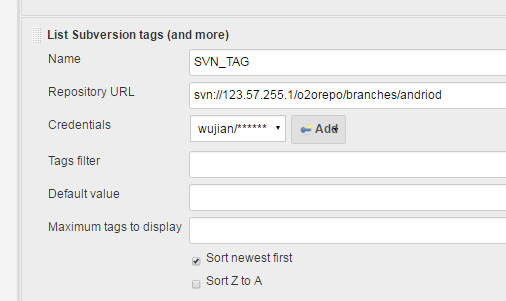 List Subversion tags (and more)
Name
SVN_TAG
Repository URL
svn://123.57.255.1/o2orepo/branches/andriod
Credentials
wujian/******
Add
Tags filter
Default value
Maximum tags to display
Sort newest first
Sort Z to A